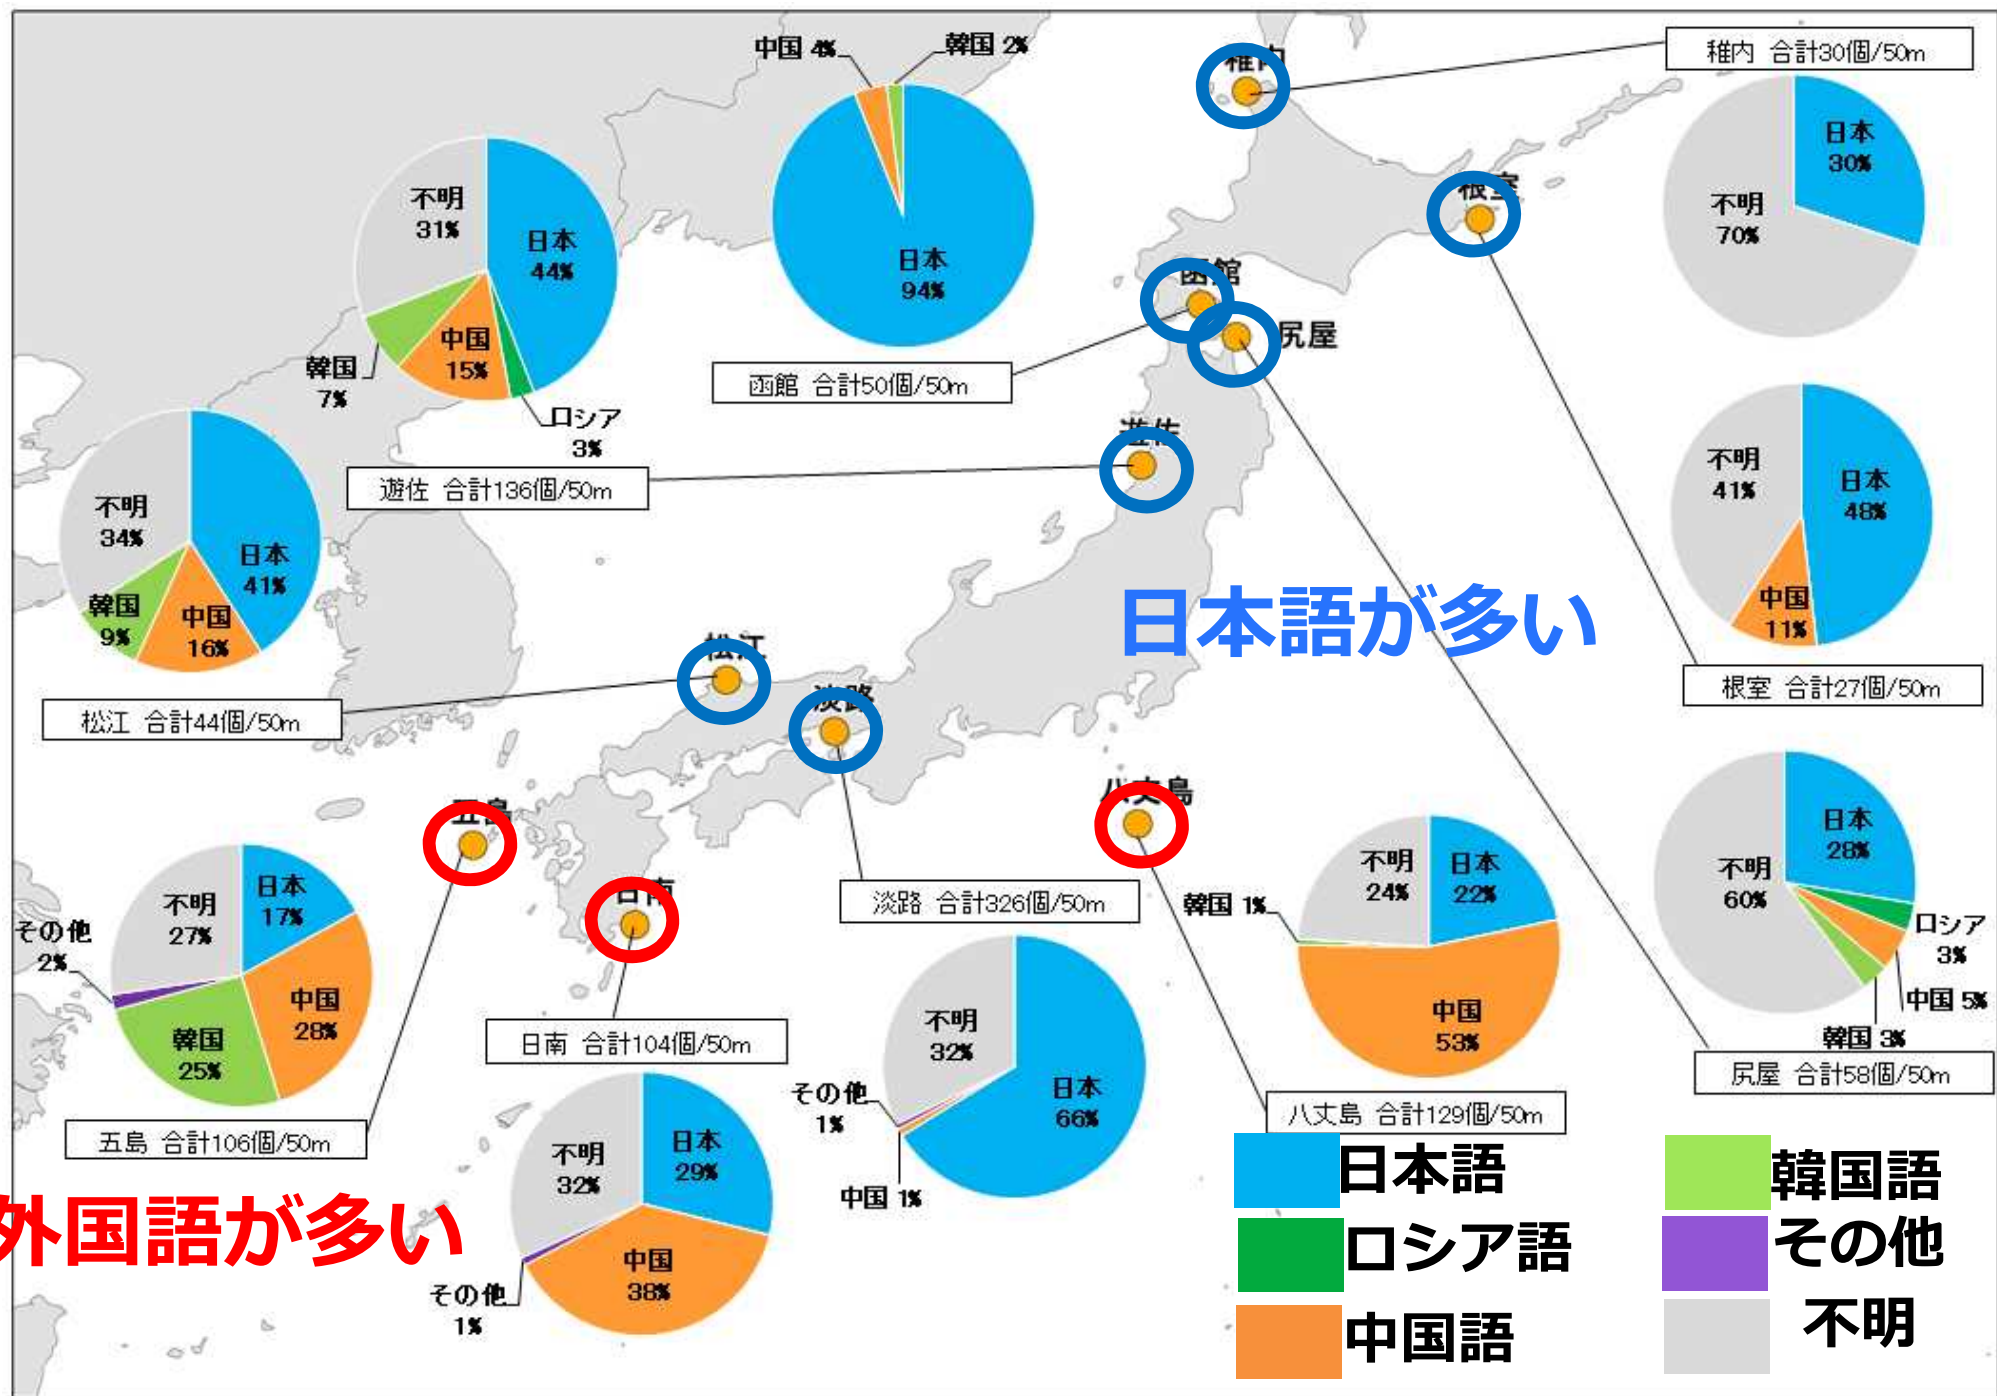 中国 4%
韓国 2%
日本
94%
函館 合計50個/50m
稚内
稚内 合計30個/50m
日本
30%
不明
70%
根室
函館
尻屋
遊佐
不明
31%
日本
44%
中国
15%
韓国
7%
ロシア
3%
遊佐 合計136個/50m
不明
41%
日本
48%
中国
11%
根室 合計27個/50m
不明
34%
日本
41%
韓国
9%
中国
16%
松江 合計44個/50m
日本語が多い
松江
淡路
八丈島
五島
日南
日本
28%
不明
60%
ロシア
3%
中国 5%
韓国 3%
尻屋 合計58個/50m
不明
24%
日本
22%
韓国 1%
中国
53%
八丈島 合計129個/50m
淡路 合計326個/50m
不明
32%
日本
66%
その他
1%
中国 1%
不明
27%
日本
17%
その他
2%
中国
28%
韓国
25%
五島 合計106個/50m
日南 合計104個/50m
不明
32%
日本
29%
中国
38%
その他
1%
外国語が多い
日本語
韓国語
ロシア語
その他
中国語
不明